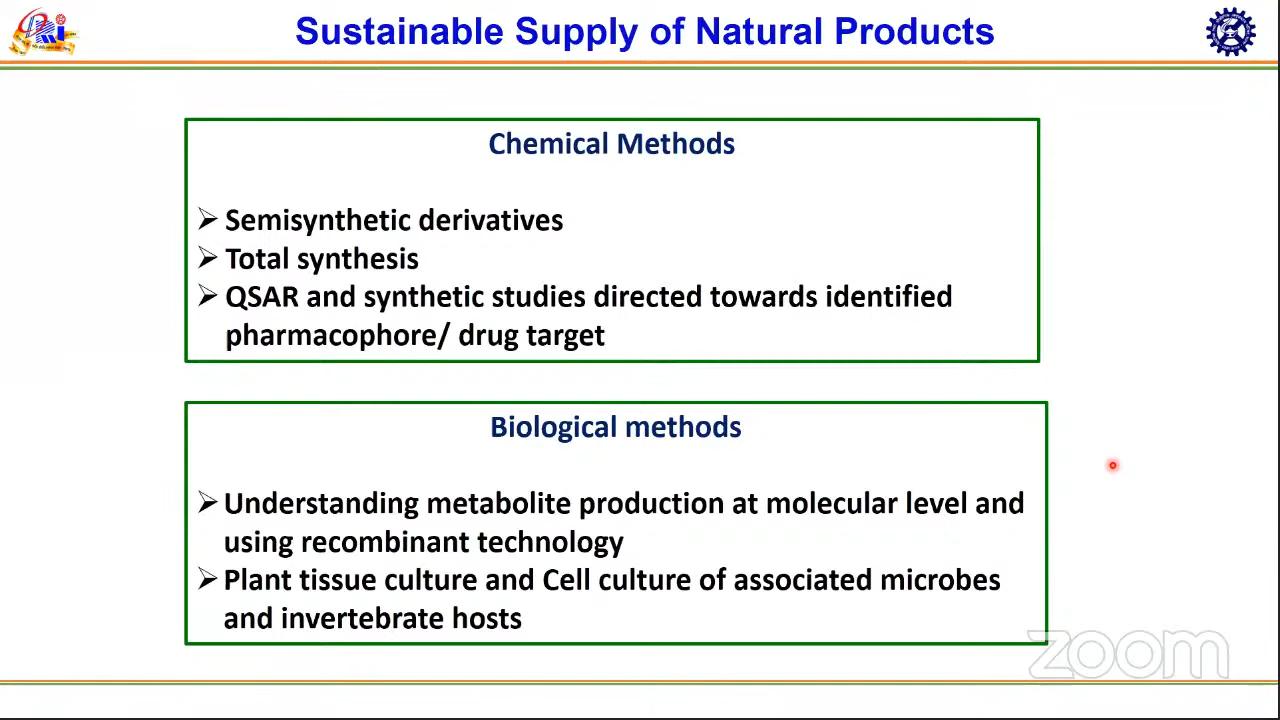 Sustainable Supply of Natural Products
Chemical Methods
➢ Semisynthetic derivatives
➢ Total synthesis
➢ QSAR and synthetic studies directed towards identified
pharmacophore/ drug target
Biological methods
➢ Understanding metabolite production at molecular level and
using recombinant technology
➢ Plant tissue culture and Cell culture of associated microbes
and invertebrate hosts
zoom